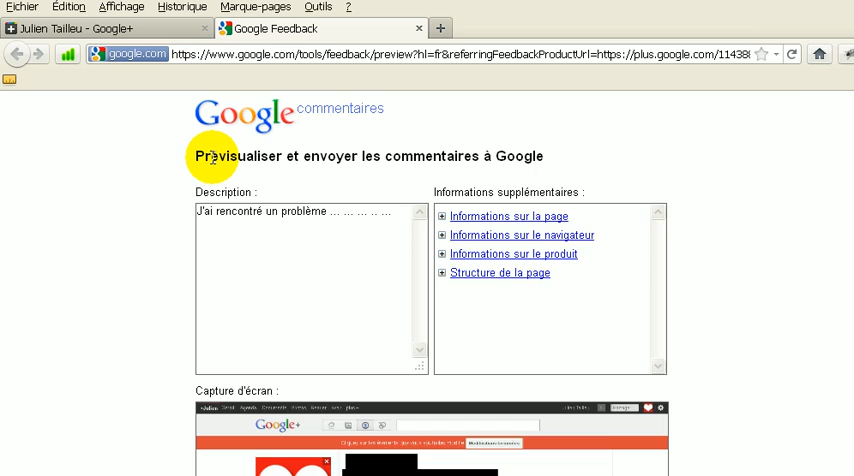 Fichier Édition Affichage Historique Marque-pages Outils ?
Julien Tailleu - Google+
Google Feedback
google.com https://www.google.com/tools/feedback/preview?hl=fr&referringFeedbackProductUrl=https://plus.google.com/11438
Google commentaires
Prévisualiser et envoyer les commentaires à Google
Description :
Informations supplémentaires :
J'ai rencontré un problème ... ... ... .. ...
Informations sur la page
Informations sur le navigateur
Informations sur le produit
Structure de la page
Capture d'écran :
Google+